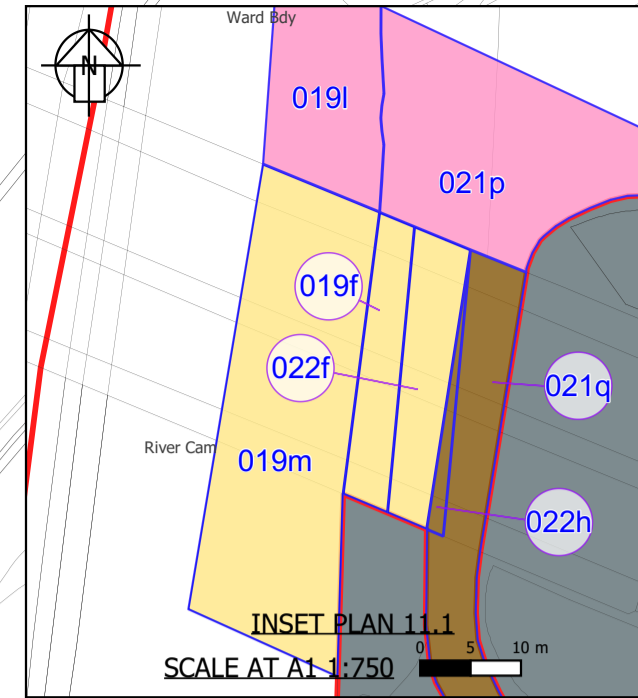 Ward Bdy
N
019l
021p
019f
022f
021q
River Cam
019m
022h
INSET PLAN 11.1
0 5 10 m
SCALE AT A1 1:750